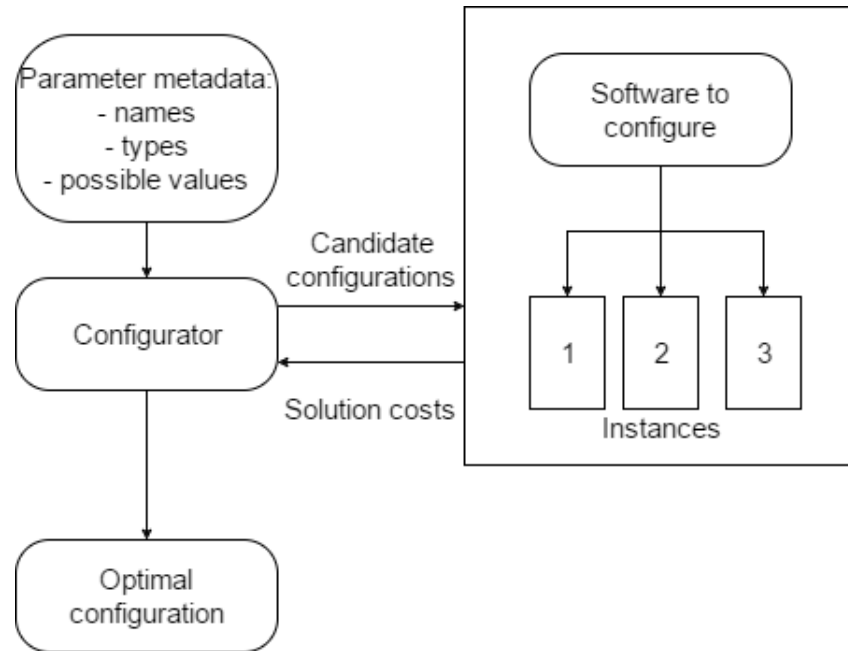 Parameter metadata:
- names
- types
- possible values
Software to
configure
Candidate
configurations
Configurator
1
2
3
Solution costs
Instances
Optimal
configuration